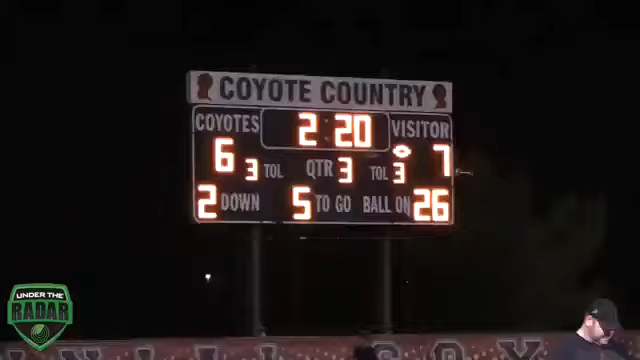 COYOTE COUNTRY
COYOTES 2:20 VISITOR
6 3 TOL QTR 3 TOL 3 7
2 DOWN 5 TO GO BALL ON 26
UNDER THE
RADAR